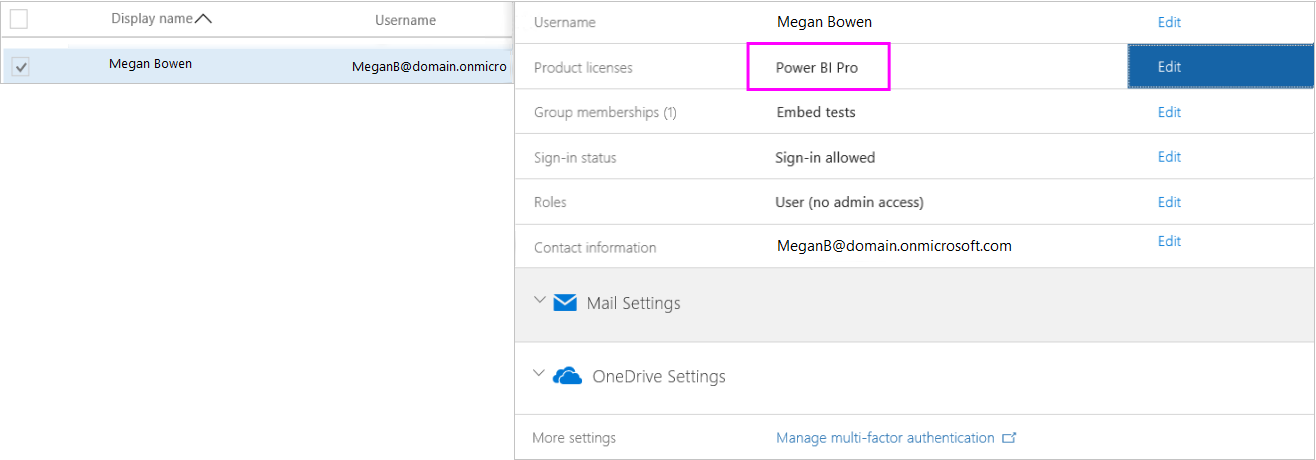 Display name Username
Megan Bowen MeganB@domain.onmicro
Username Megan Bowen Edit
Product licenses Power BI Pro Edit
Group memberships (1) Embed tests Edit
Sign-in status Sign-in allowed Edit
Roles User (no admin access) Edit
Contact information MeganB@domain.onmicrosoft.com Edit
Mail Settings
OneDrive Settings
More settings Manage multi-factor authentication